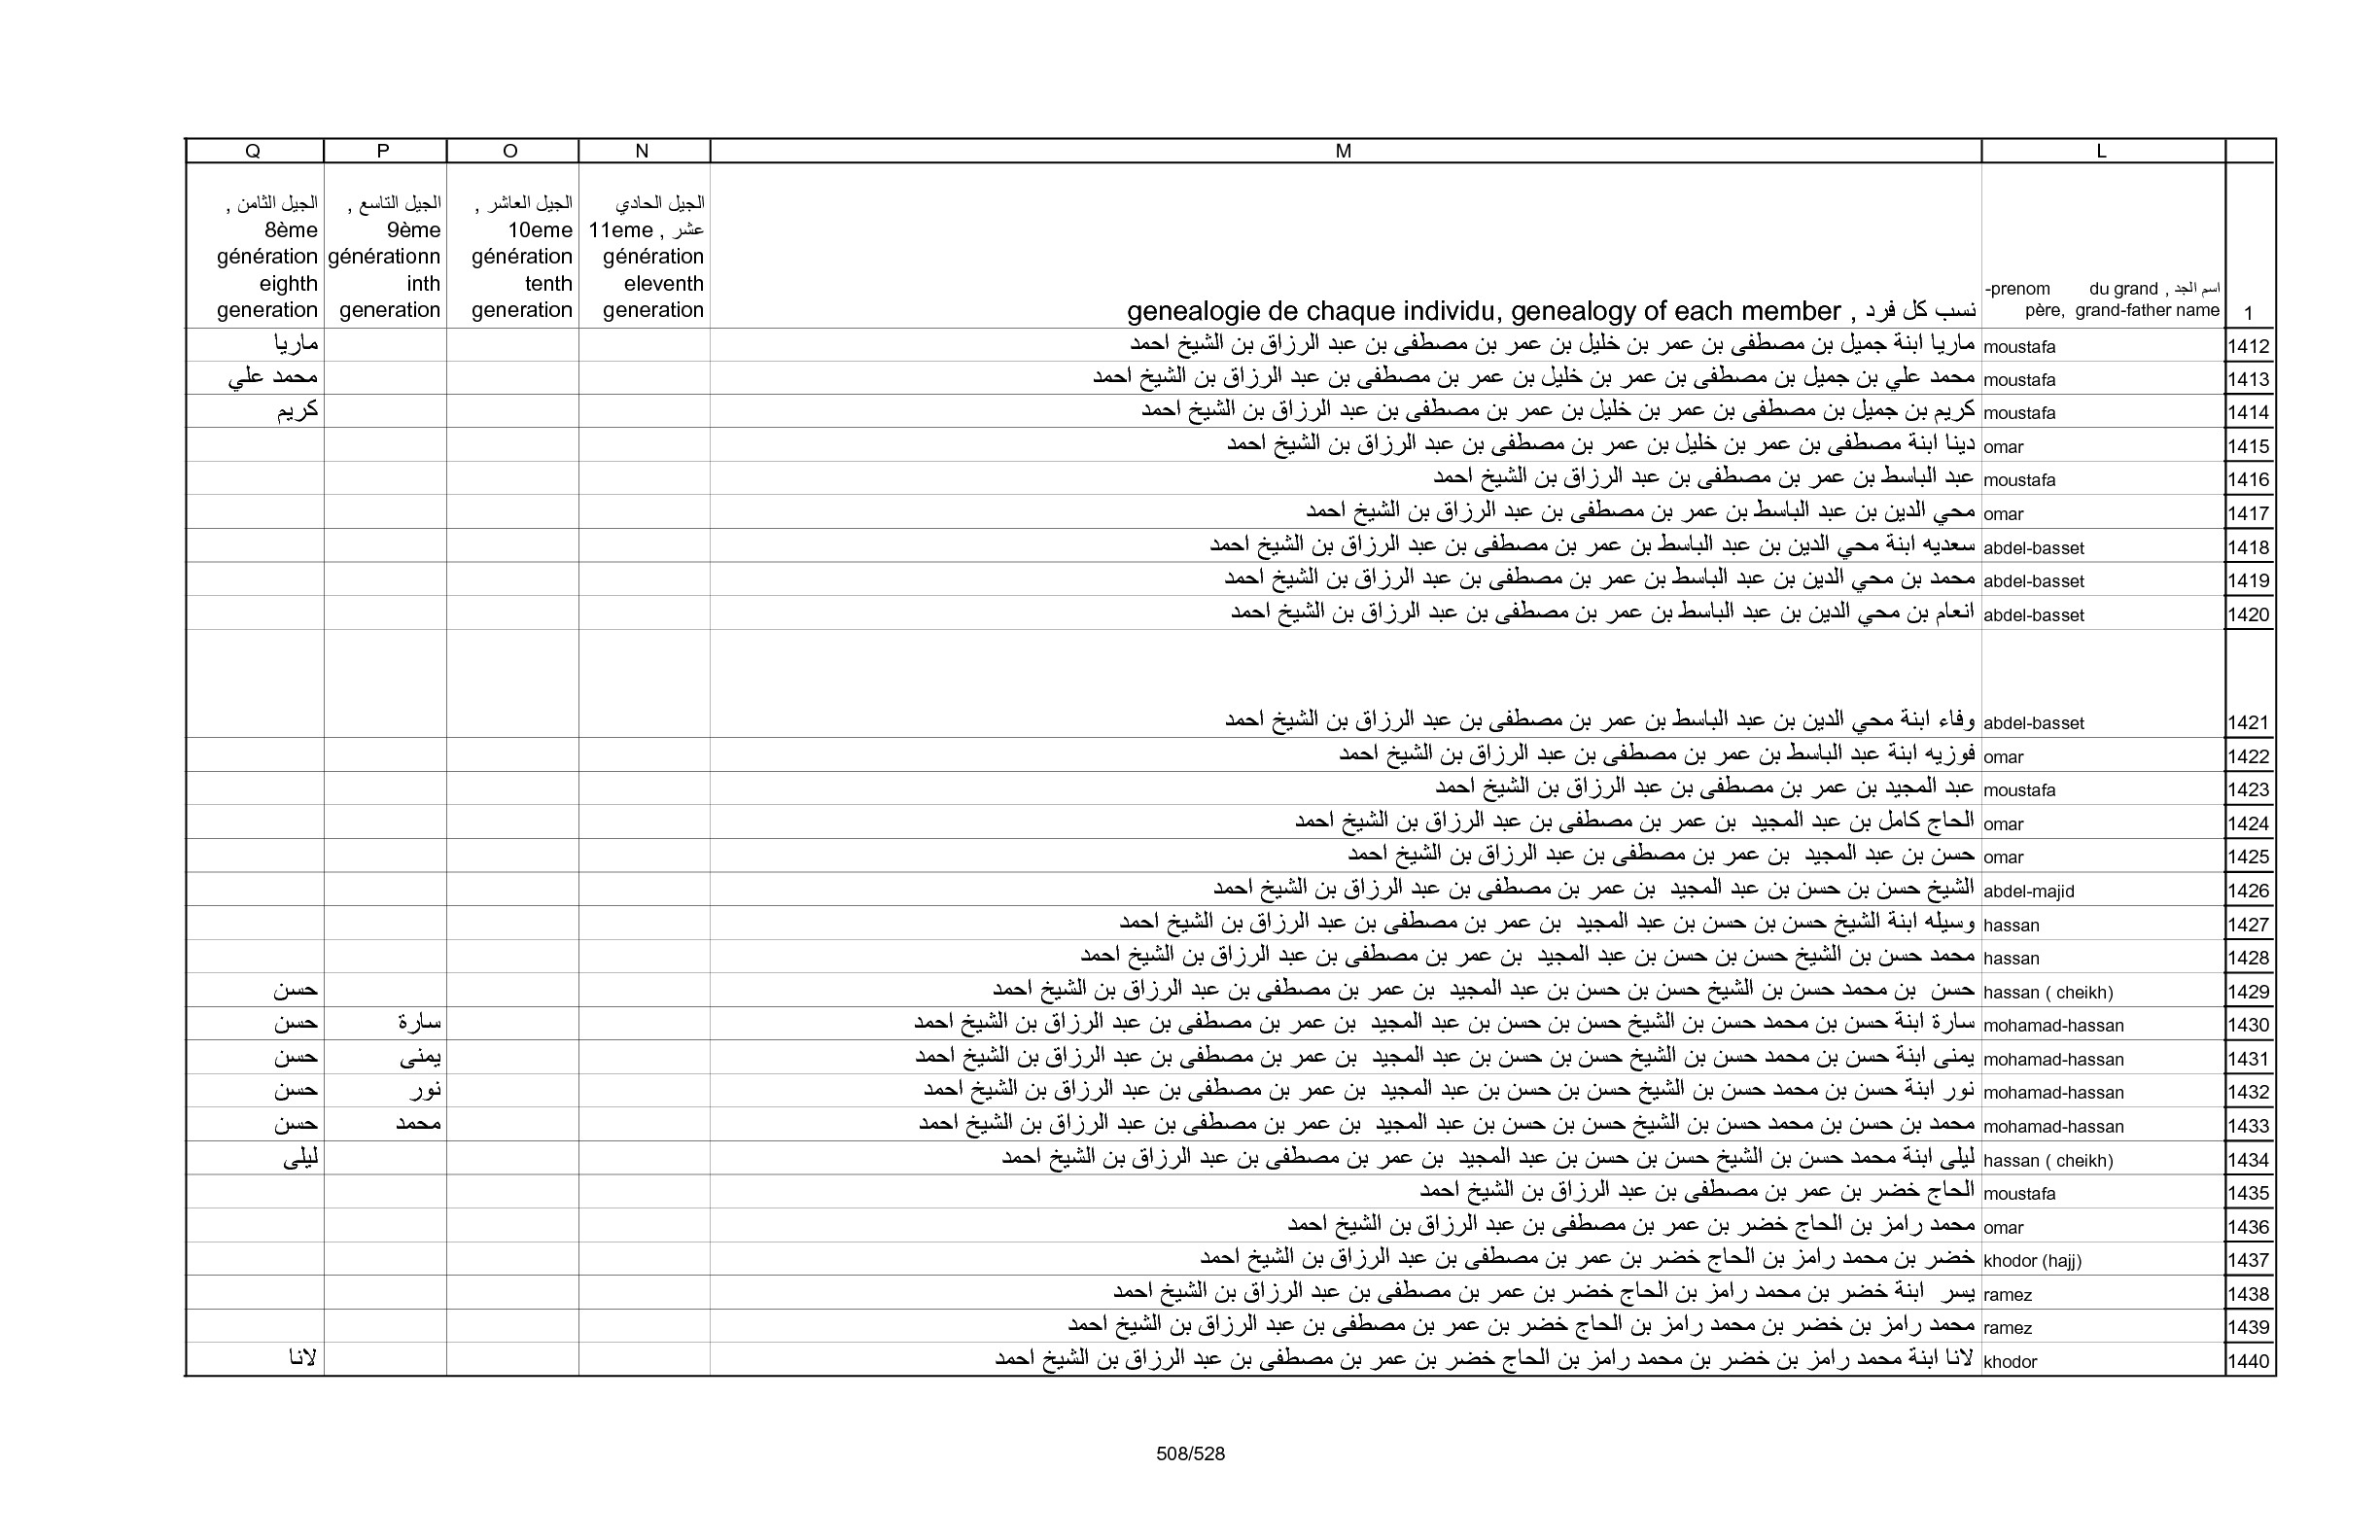 L M N O P Q
1 -prenom du grand , اسم الجد père, grand-father name نسب كل فرد , genealogie de chaque individu, genealogy of each member الجيل الحادي عشر , 11eme génération eleventh generation الجيل العاشر , 10eme génération tenth generation الجيل التاسع , 9ème générationn inth generation الجيل الثامن , 8ème génération eighth generation
1412 moustafa ماريا ابنة جميل بن مصطفى بن عمر بن خليل بن عمر بن مصطفى بن عبد الرزاق بن الشيخ احمد ماريا
1413 moustafa محمد علي بن جميل بن مصطفى بن عمر بن خليل بن عمر بن مصطفى بن عبد الرزاق بن الشيخ احمد محمد علي
1414 moustafa كريم بن جميل بن مصطفى بن عمر بن خليل بن عمر بن مصطفى بن عبد الرزاق بن الشيخ احمد كريم
1415 omar دينا ابنة مصطفى بن عمر بن خليل بن عمر بن مصطفى بن عبد الرزاق بن الشيخ احمد
1416 moustafa عبد الباسط بن عمر بن مصطفى بن عبد الرزاق بن الشيخ احمد
1417 omar محي الدين بن عبد الباسط بن عمر بن مصطفى بن عبد الرزاق بن الشيخ احمد
1418 abdel-basset سعديه ابنة محي الدين بن عبد الباسط بن عمر بن مصطفى بن عبد الرزاق بن الشيخ احمد
1419 abdel-basset محمد بن محي الدين بن عبد الباسط بن عمر بن مصطفى بن عبد الرزاق بن الشيخ احمد
1420 abdel-basset انعام بن محي الدين بن عبد الباسط بن عمر بن مصطفى بن عبد الرزاق بن الشيخ احمد
1421 abdel-basset وفاء ابنة محي الدين بن عبد الباسط بن عمر بن مصطفى بن عبد الرزاق بن الشيخ احمد
1422 omar فوزيه ابنة عبد الباسط بن عمر بن مصطفى بن عبد الرزاق بن الشيخ احمد
1423 moustafa عبد المجيد بن عمر بن مصطفى بن عبد الرزاق بن الشيخ احمد
1424 omar الحاج كامل بن عبد المجيد بن عمر بن مصطفى بن عبد الرزاق بن الشيخ احمد
1425 omar حسن بن عبد المجيد بن عمر بن مصطفى بن عبد الرزاق بن الشيخ احمد
1426 abdel-majid الشيخ حسن بن حسن بن عبد المجيد بن عمر بن مصطفى بن عبد الرزاق بن الشيخ احمد
1427 hassan وسيله ابنة الشيخ حسن بن حسن بن عبد المجيد بن عمر بن مصطفى بن عبد الرزاق بن الشيخ احمد
1428 hassan محمد حسن بن الشيخ حسن بن حسن بن عبد المجيد بن عمر بن مصطفى بن عبد الرزاق بن الشيخ احمد
1429 hassan ( cheikh) حسن بن محمد حسن بن الشيخ حسن بن حسن بن عبد المجيد بن عمر بن مصطفى بن عبد الرزاق بن الشيخ احمد حسن
1430 mohamad-hassan سارة ابنة حسن بن محمد حسن بن الشيخ حسن بن حسن بن عبد المجيد بن عمر بن مصطفى بن عبد الرزاق بن الشيخ احمد سارة حسن
1431 mohamad-hassan يمنى ابنة حسن بن محمد حسن بن الشيخ حسن بن حسن بن عبد المجيد بن عمر بن مصطفى بن عبد الرزاق بن الشيخ احمد يمنى حسن
1432 mohamad-hassan نور ابنة حسن بن محمد حسن بن الشيخ حسن بن حسن بن عبد المجيد بن عمر بن مصطفى بن عبد الرزاق بن الشيخ احمد نور حسن
1433 mohamad-hassan محمد بن حسن بن محمد حسن بن الشيخ حسن بن حسن بن عبد المجيد بن عمر بن مصطفى بن عبد الرزاق بن الشيخ احمد محمد حسن
1434 hassan ( cheikh) ليلى ابنة محمد حسن بن الشيخ حسن بن حسن بن عبد المجيد بن عمر بن مصطفى بن عبد الرزاق بن الشيخ احمد ليلى
1435 moustafa الحاج خضر بن عمر بن مصطفى بن عبد الرزاق بن الشيخ احمد
1436 omar محمد رامز بن الحاج خضر بن عمر بن مصطفى بن عبد الرزاق بن الشيخ احمد
1437 khodor (hajj) خضر بن محمد رامز بن الحاج خضر بن عمر بن مصطفى بن عبد الرزاق بن الشيخ احمد
1438 ramez يسر ابنة خضر بن محمد رامز بن الحاج خضر بن عمر بن مصطفى بن عبد الرزاق بن الشيخ احمد
1439 ramez محمد رامز بن خضر بن محمد رامز بن الحاج خضر بن عمر بن مصطفى بن عبد الرزاق بن الشيخ احمد
1440 khodor لانا ابنة محمد رامز بن خضر بن محمد رامز بن الحاج خضر بن عمر بن مصطفى بن عبد الرزاق بن الشيخ احمد لانا
508/528